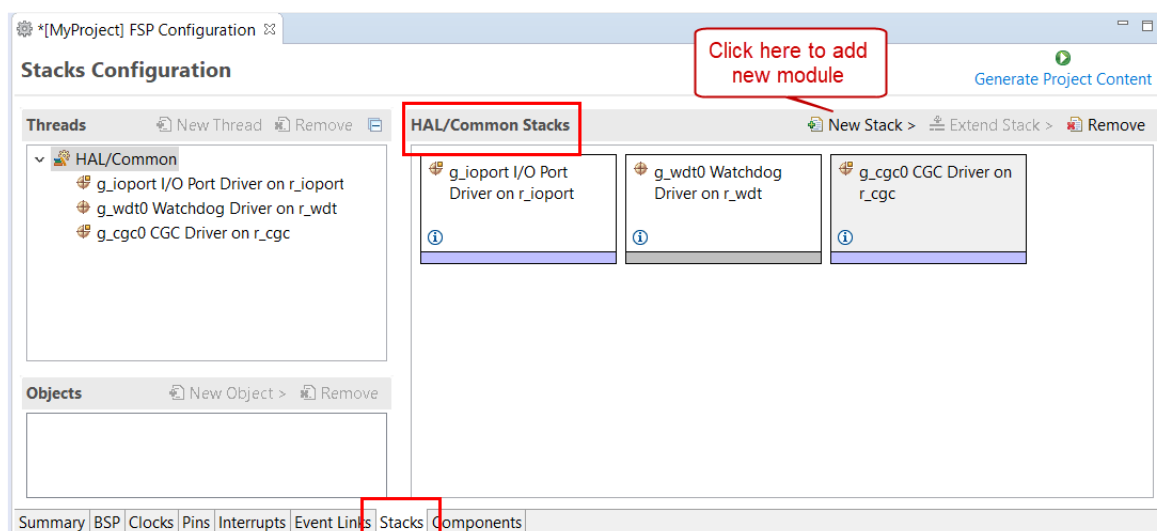 *[MyProject] FSP Configuration
Stacks Configuration
Click here to add
new module
Generate Project Content
Threads
New Thread
Remove
HAL/Common
g_ioport I/O Port Driver on r_ioport
g_wdt0 Watchdog Driver on r_wdt
g_cgc0 CGC Driver on r_cgc
Objects
New Object >
Remove
HAL/Common Stacks
New Stack >
Extend Stack >
Remove
g_ioport I/O Port
Driver on r_ioport
g_wdt0 Watchdog
Driver on r_wdt
g_cgc0 CGC Driver on
r_cgc
Summary BSP Clocks Pins Interrupts Event Links Stacks Components